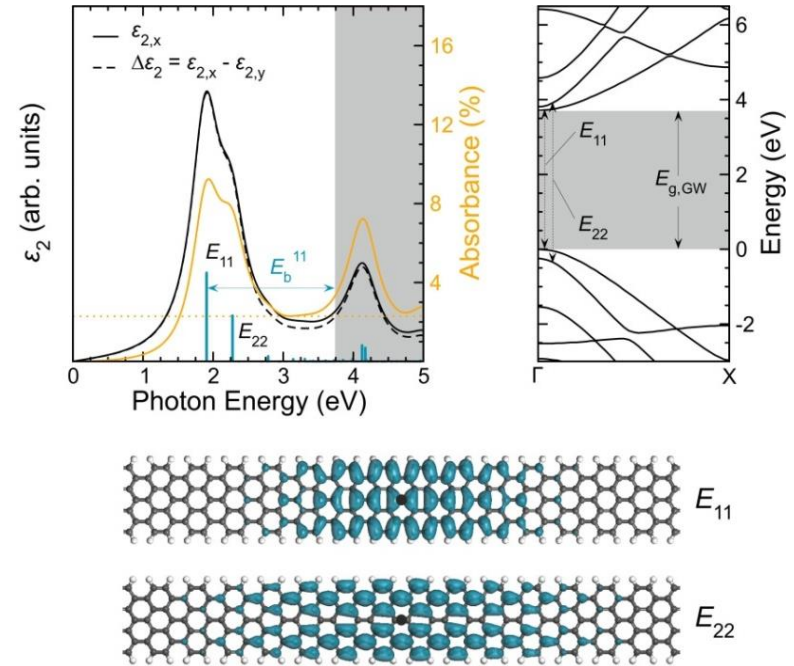 ε2,x
Δε2 = ε2,x - ε2,y
ε2 (arb. units)
16
12
8
4
Absorbance (%)
E11
Eb11
E22
0
1
2
3
4
5
Photon Energy (eV)
6
4
2
0
-2
Energy (eV)
E11
E22
Eg,GW
Γ
X
E11
E22